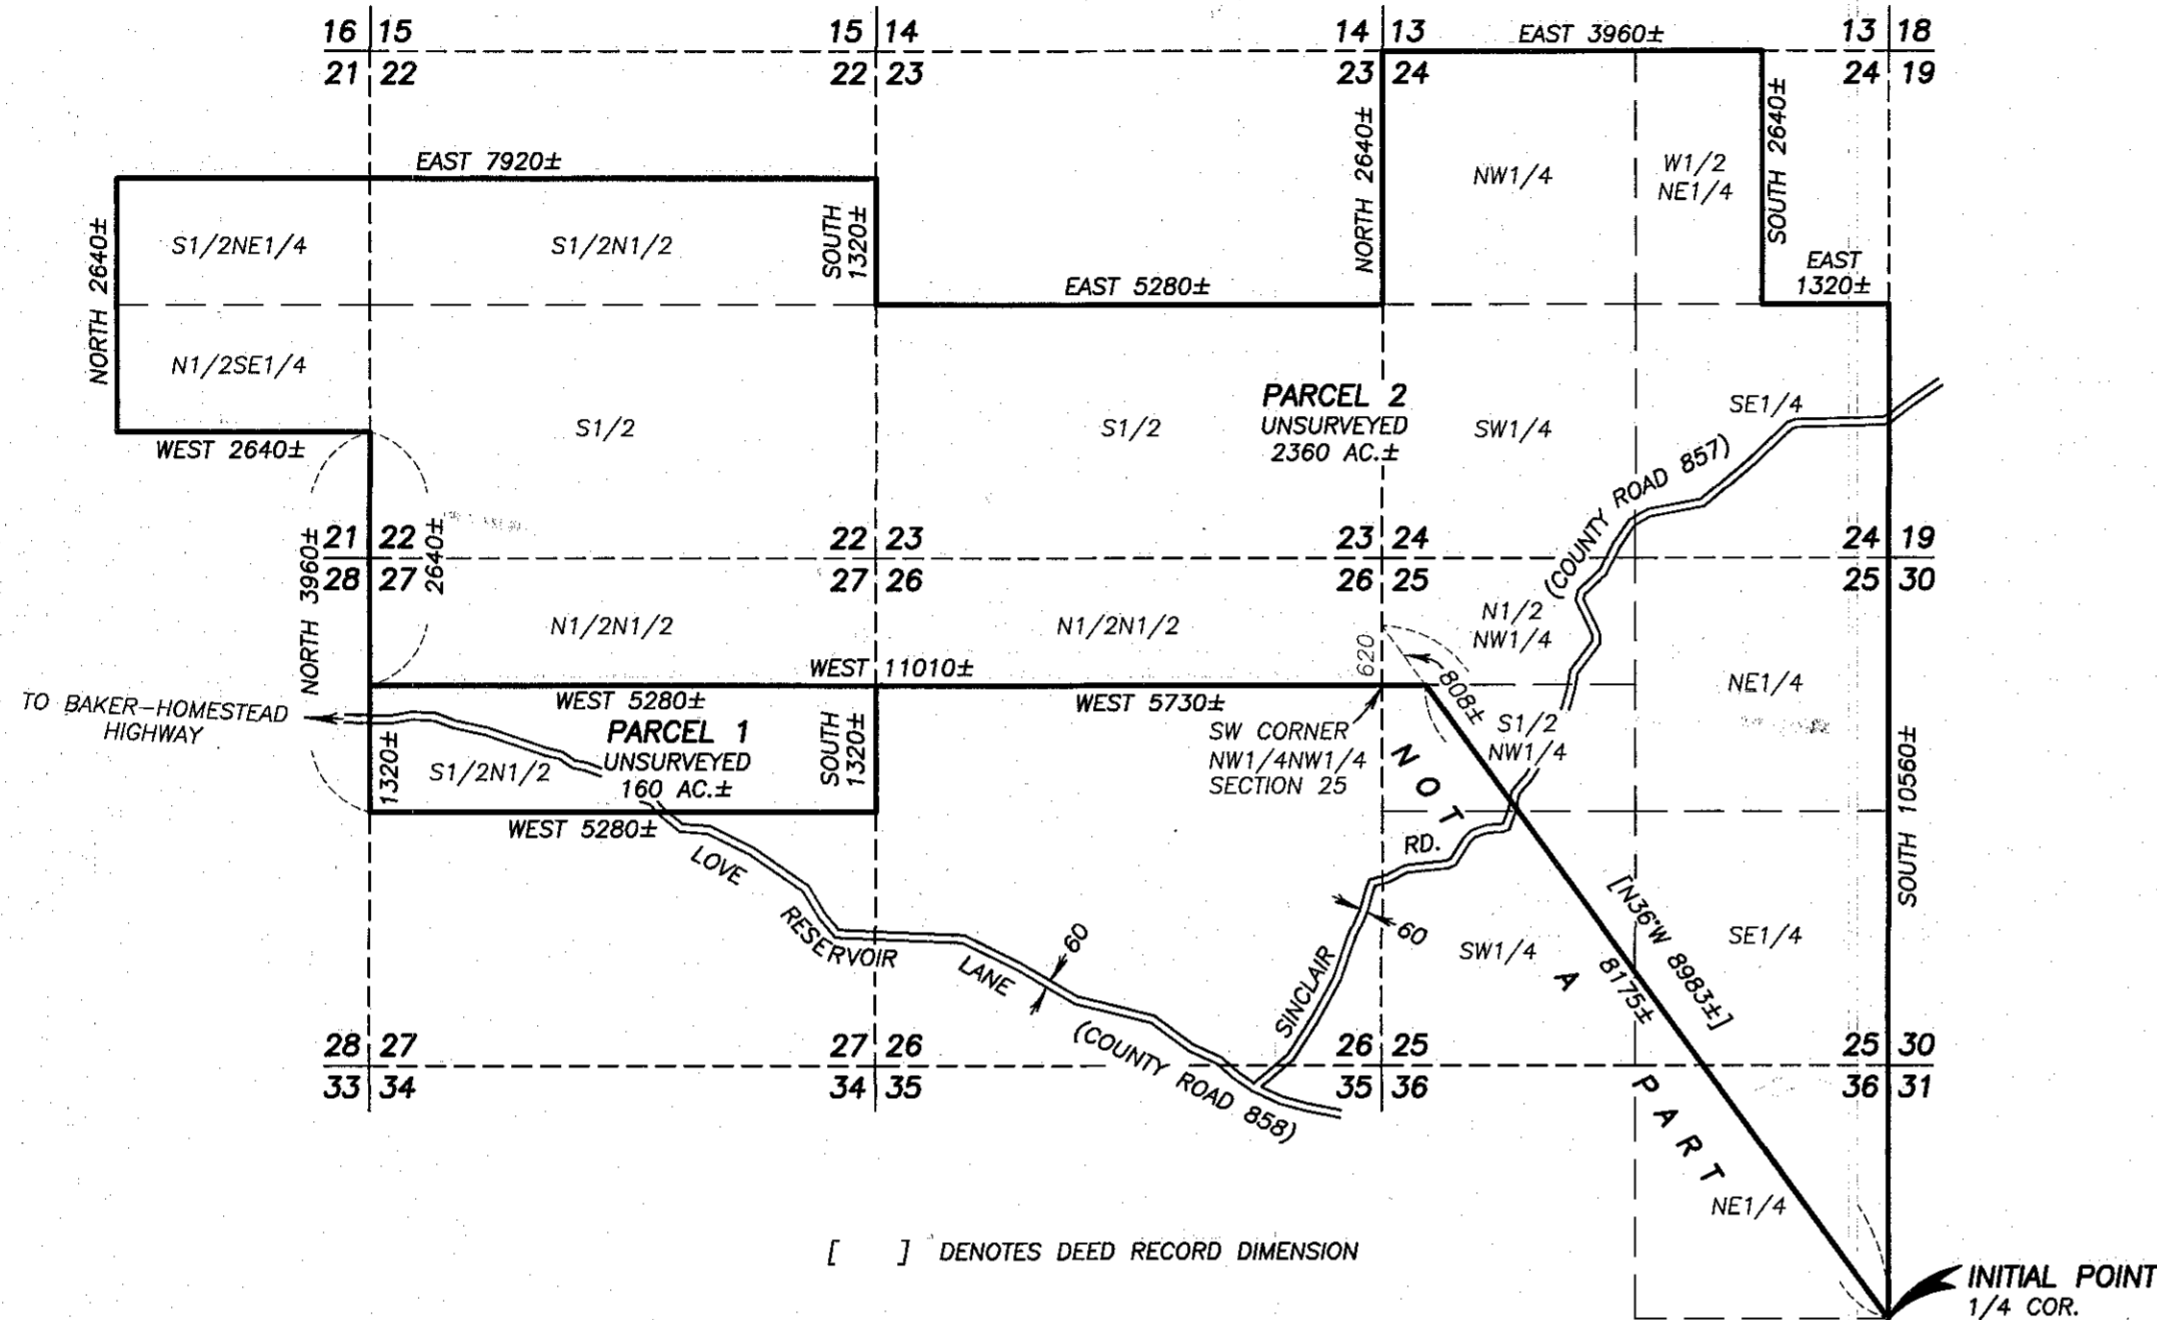 16 15
15 14
14 13
EAST 3960±
13 18
21 22
22 23
23 24
24 19
EAST 7920±
NORTH 2640±
S1/2NE1/4
S1/2N1/2
SOUTH 1320±
NORTH 2640±
NW1/4
W1/2
NE1/4
SOUTH 2640±
EAST
1320±
EAST 5280±
N1/2SE1/4
WEST 2640±
S1/2
S1/2
PARCEL 2
UNSURVEYED
2360 AC.±
SW1/4
SE1/4
(COUNTY ROAD 857)
21 22
22 23
23 24
24 19
28 27
27 26
26 25
25 30
NORTH 3960±
2640±
N1/2N1/2
N1/2N1/2
N1/2
NW1/4
620
808±
WEST 11010±
WEST 5280±
WEST 5730±
NE1/4
TO BAKER-HOMESTEAD
HIGHWAY
1320±
PARCEL 1
UNSURVEYED
160 AC.±
S1/2N1/2
SOUTH
1320±
SW CORNER
NW1/4NW1/4
SECTION 25
S1/2
NW1/4
NOT
A
PART
WEST 5280±
SOUTH 10560±
LOVE
RESERVOIR
LANE
(COUNTY ROAD 858)
60
SINCLAIR
RD.
60
SW1/4
[N36°W 8983±]
8175±
SE1/4
28 27
27 26
26 25
25 30
33 34
34 35
35 36
36 31
NE1/4
[ ] DENOTES DEED RECORD DIMENSION
INITIAL POINT
1/4 COR.